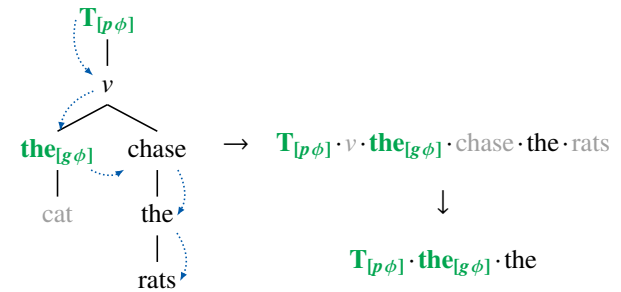 T[pϕ]
v
the[gϕ] chase → T[pϕ]·v·the[gϕ]·chase·the·rats
cat the ↓
rats T[pϕ]·the[gϕ]·the